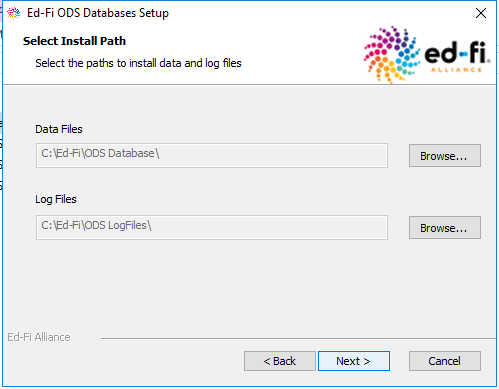 Ed-Fi ODS Databases Setup
Select Install Path
Select the paths to install data and log files
ed-fi
ALLIANCE
Data Files
C:\Ed-Fi\ODS Database\
Browse...
Log Files
C:\Ed-Fi\ODS LogFiles\
Browse...
Ed-Fi Alliance
< Back
Next >
Cancel